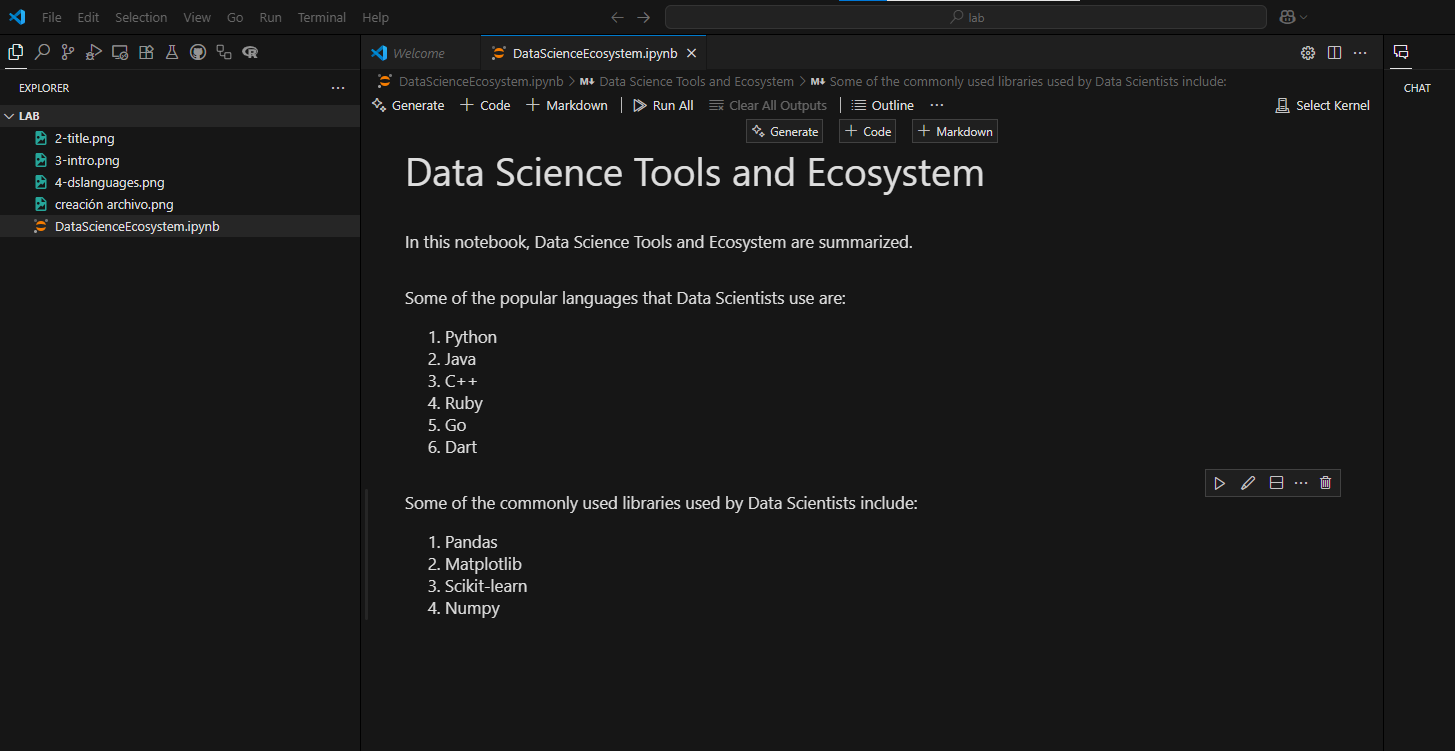 File Edit Selection View Go Run Terminal Help
lab
EXPLORER
LAB
2-title.png
3-intro.png
4-dslanguages.png
creación archivo.png
DataScienceEcosystem.ipynb
Welcome
DataScienceEcosystem.ipynb
DataScienceEcosystem.ipynb > M↓ Data Science Tools and Ecosystem > M↓ Some of the commonly used libraries used by Data Scientists include:
Generate + Code + Markdown Run All Clear All Outputs Outline ...
Select Kernel
Generate + Code + Markdown
Data Science Tools and Ecosystem
In this notebook, Data Science Tools and Ecosystem are summarized.
Some of the popular languages that Data Scientists use are:
1. Python
2. Java
3. C++
4. Ruby
5. Go
6. Dart
Some of the commonly used libraries used by Data Scientists include:
1. Pandas
2. Matplotlib
3. Scikit-learn
4. Numpy
CHAT